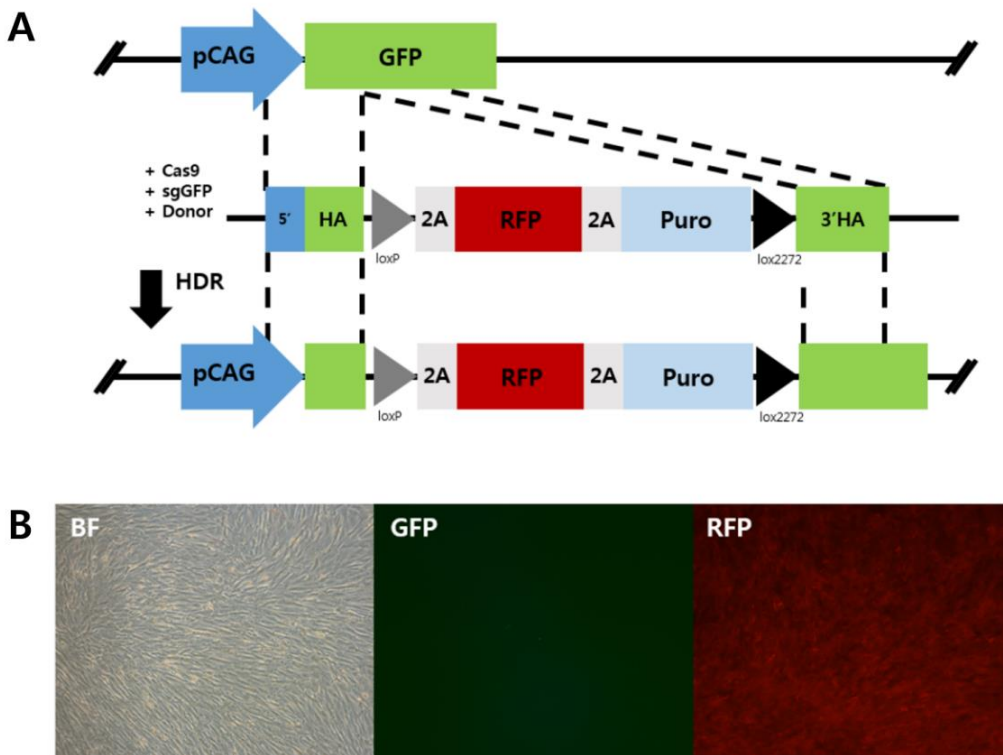 A
pCAG
GFP
+ Cas9
+ sgGFP
+ Donor
5′
HA
loxP
2A
RFP
2A
Puro
lox2272
3′HA
HDR
pCAG
loxP
2A
RFP
2A
Puro
lox2272
B
BF
GFP
RFP